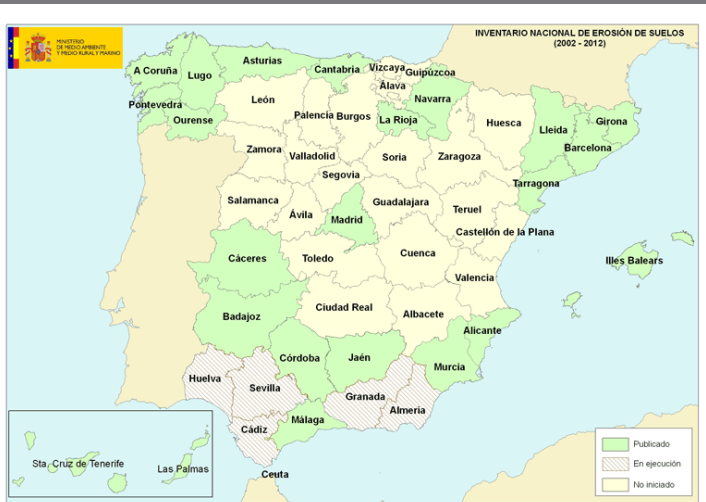 MINISTERIO
DE MEDIO AMBIENTE
Y MEDIO RURAL Y MARINO
INVENTARIO NACIONAL DE EROSIÓN DE SUELOS
(2002 - 2012)
A Coruña
Lugo
Asturias
Cantabria
Vizcaya
Guipúzcoa
Álava
Navarra
Pontevedra
Ourense
León
Palencia
Burgos
La Rioja
Huesca
Lleida
Girona
Barcelona
Zamora
Valladolid
Soria
Zaragoza
Segovia
Tarragona
Salamanca
Ávila
Madrid
Guadalajara
Teruel
Castellón de la Plana
Cáceres
Toledo
Cuenca
Illes Balears
Valencia
Badajoz
Ciudad Real
Albacete
Alicante
Córdoba
Jaén
Murcia
Huelva
Sevilla
Granada
Almería
Cádiz
Málaga
Sta. Cruz de Tenerife
Las Palmas
Ceuta
Publicado
En ejecución
No iniciado